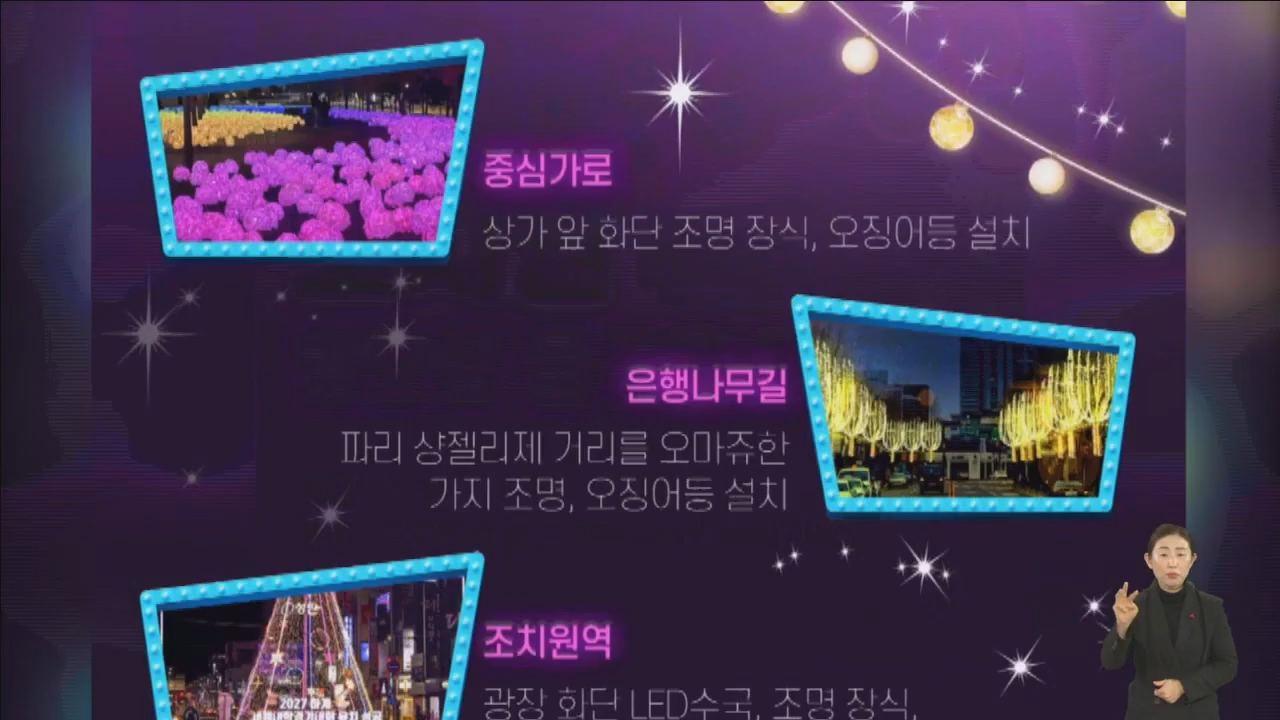 중심가로
상가 앞 화단 조명 장식, 오징어등 설치
은행나무길
파리 샹젤리제 거리를 오마쥬한
가지 조명, 오징어등 설치
조치원역
광장 화단 LED수국, 조명 장식,
2027 하계